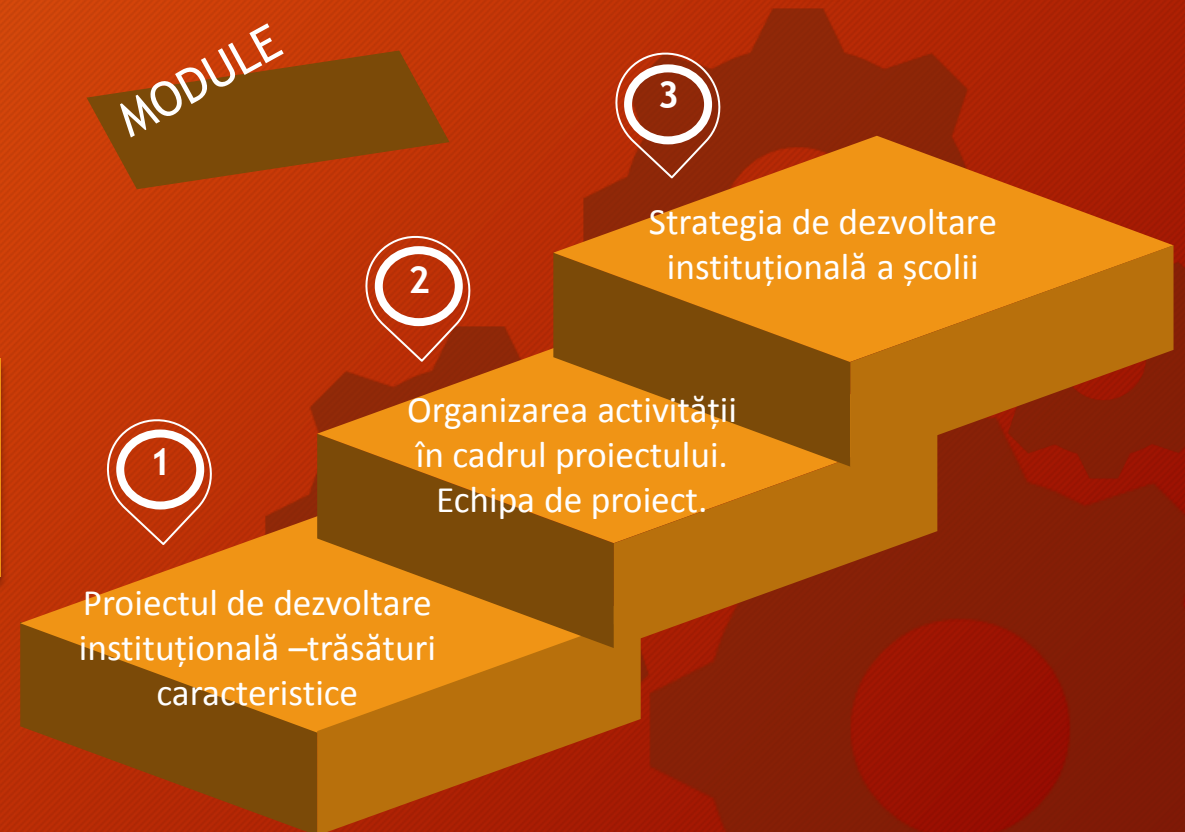 MODULE
1
Proiectul de dezvoltare
instituțională –trăsături
caracteristice
2
Organizarea activității
în cadrul proiectului.
Echipa de proiect.
3
Strategia de dezvoltare
instituțională a școlii